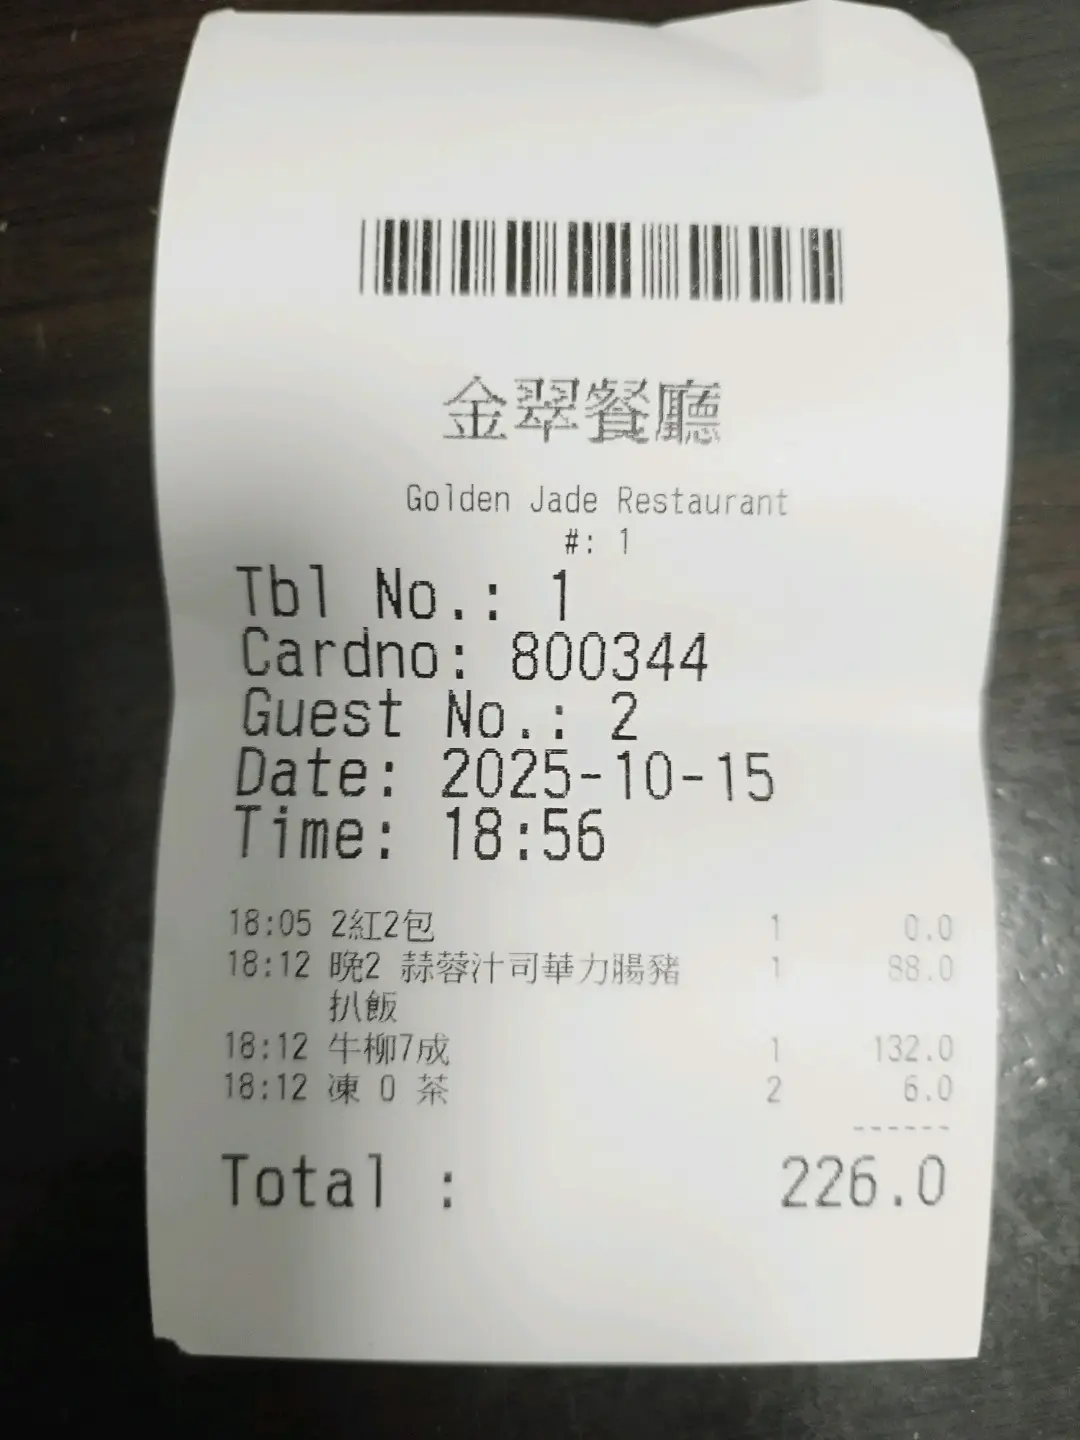 金翠餐廳
Golden Jade Restaurant
#: 1
Tbl No.: 1
Cardno: 800344
Guest No.: 2
Date: 2025-10-15
Time: 18:56
18:05 2紅2包 1 0.0
18:12 晚2 蒜蓉汁司華力腸豬 1 88.0
扒飯
18:12 牛柳7成 1 132.0
18:12 凍 0 茶 2 6.0
------
Total : 226.0